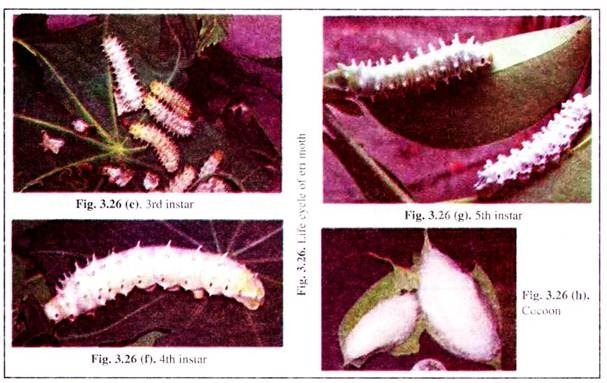 Fig. 3.26 (e). 3rd instar
Fig. 3.26 (f). 4th instar
Fig. 3.26. Life cycle of eri moth
Fig. 3.26 (g). 5th instar
Fig. 3.26 (h).
Cocoon